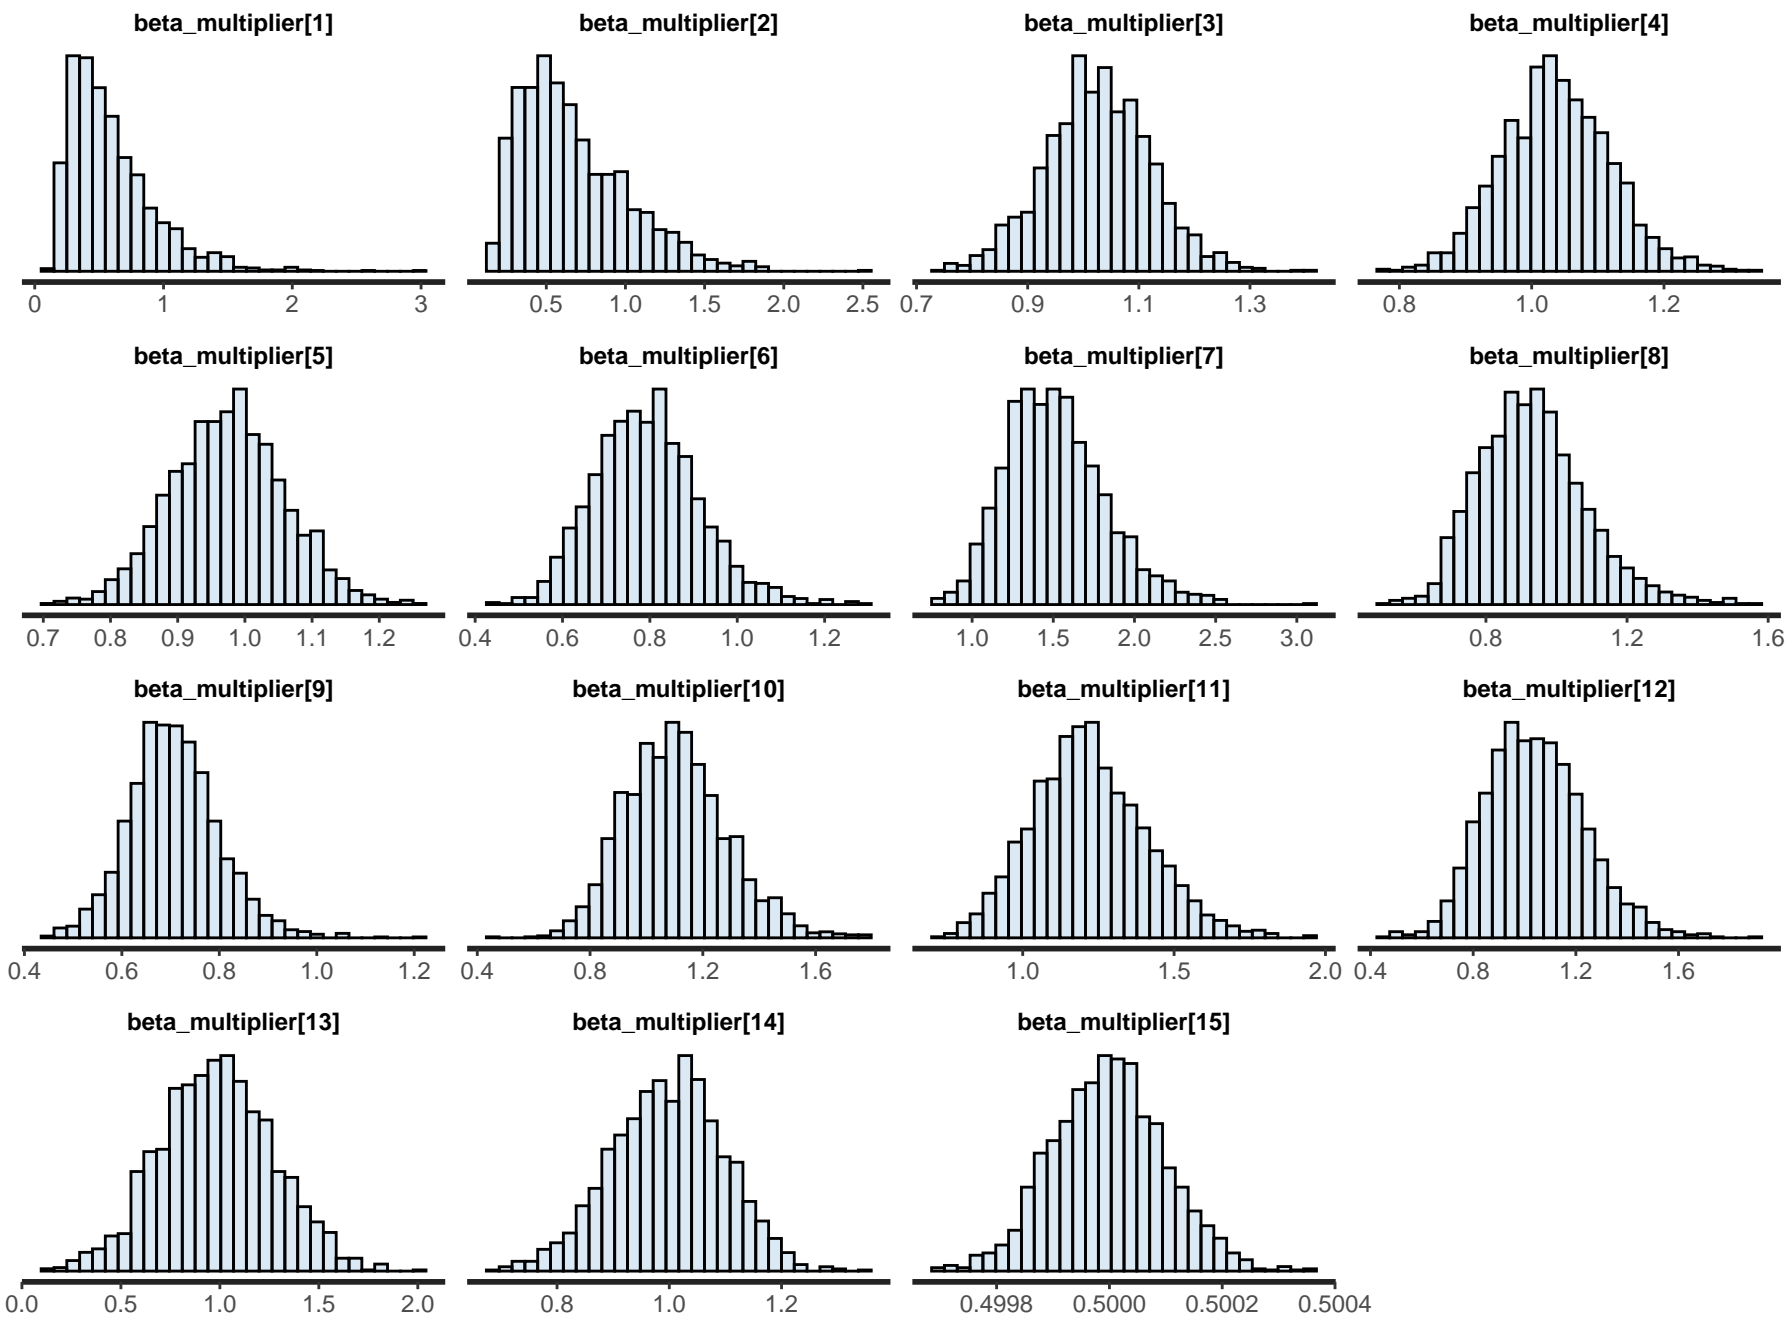 beta_multiplier[1] beta_multiplier[2] beta_multiplier[3] beta_multiplier[4]
0 1 2 3 0.5 1.0 1.5 2.0 2.5 0.7 0.9 1.1 1.3 0.8 1.0 1.2
beta_multiplier[5] beta_multiplier[6] beta_multiplier[7] beta_multiplier[8]
0.7 0.8 0.9 1.0 1.1 1.2 0.4 0.6 0.8 1.0 1.2 1.0 1.5 2.0 2.5 3.0 0.8 1.2 1.6
beta_multiplier[9] beta_multiplier[10] beta_multiplier[11] beta_multiplier[12]
0.4 0.6 0.8 1.0 1.2 0.4 0.8 1.2 1.6 1.0 1.5 2.0 0.4 0.8 1.2 1.6
beta_multiplier[13] beta_multiplier[14] beta_multiplier[15]
0.0 0.5 1.0 1.5 2.0 0.8 1.0 1.2 0.4998 0.5000 0.5002 0.5004